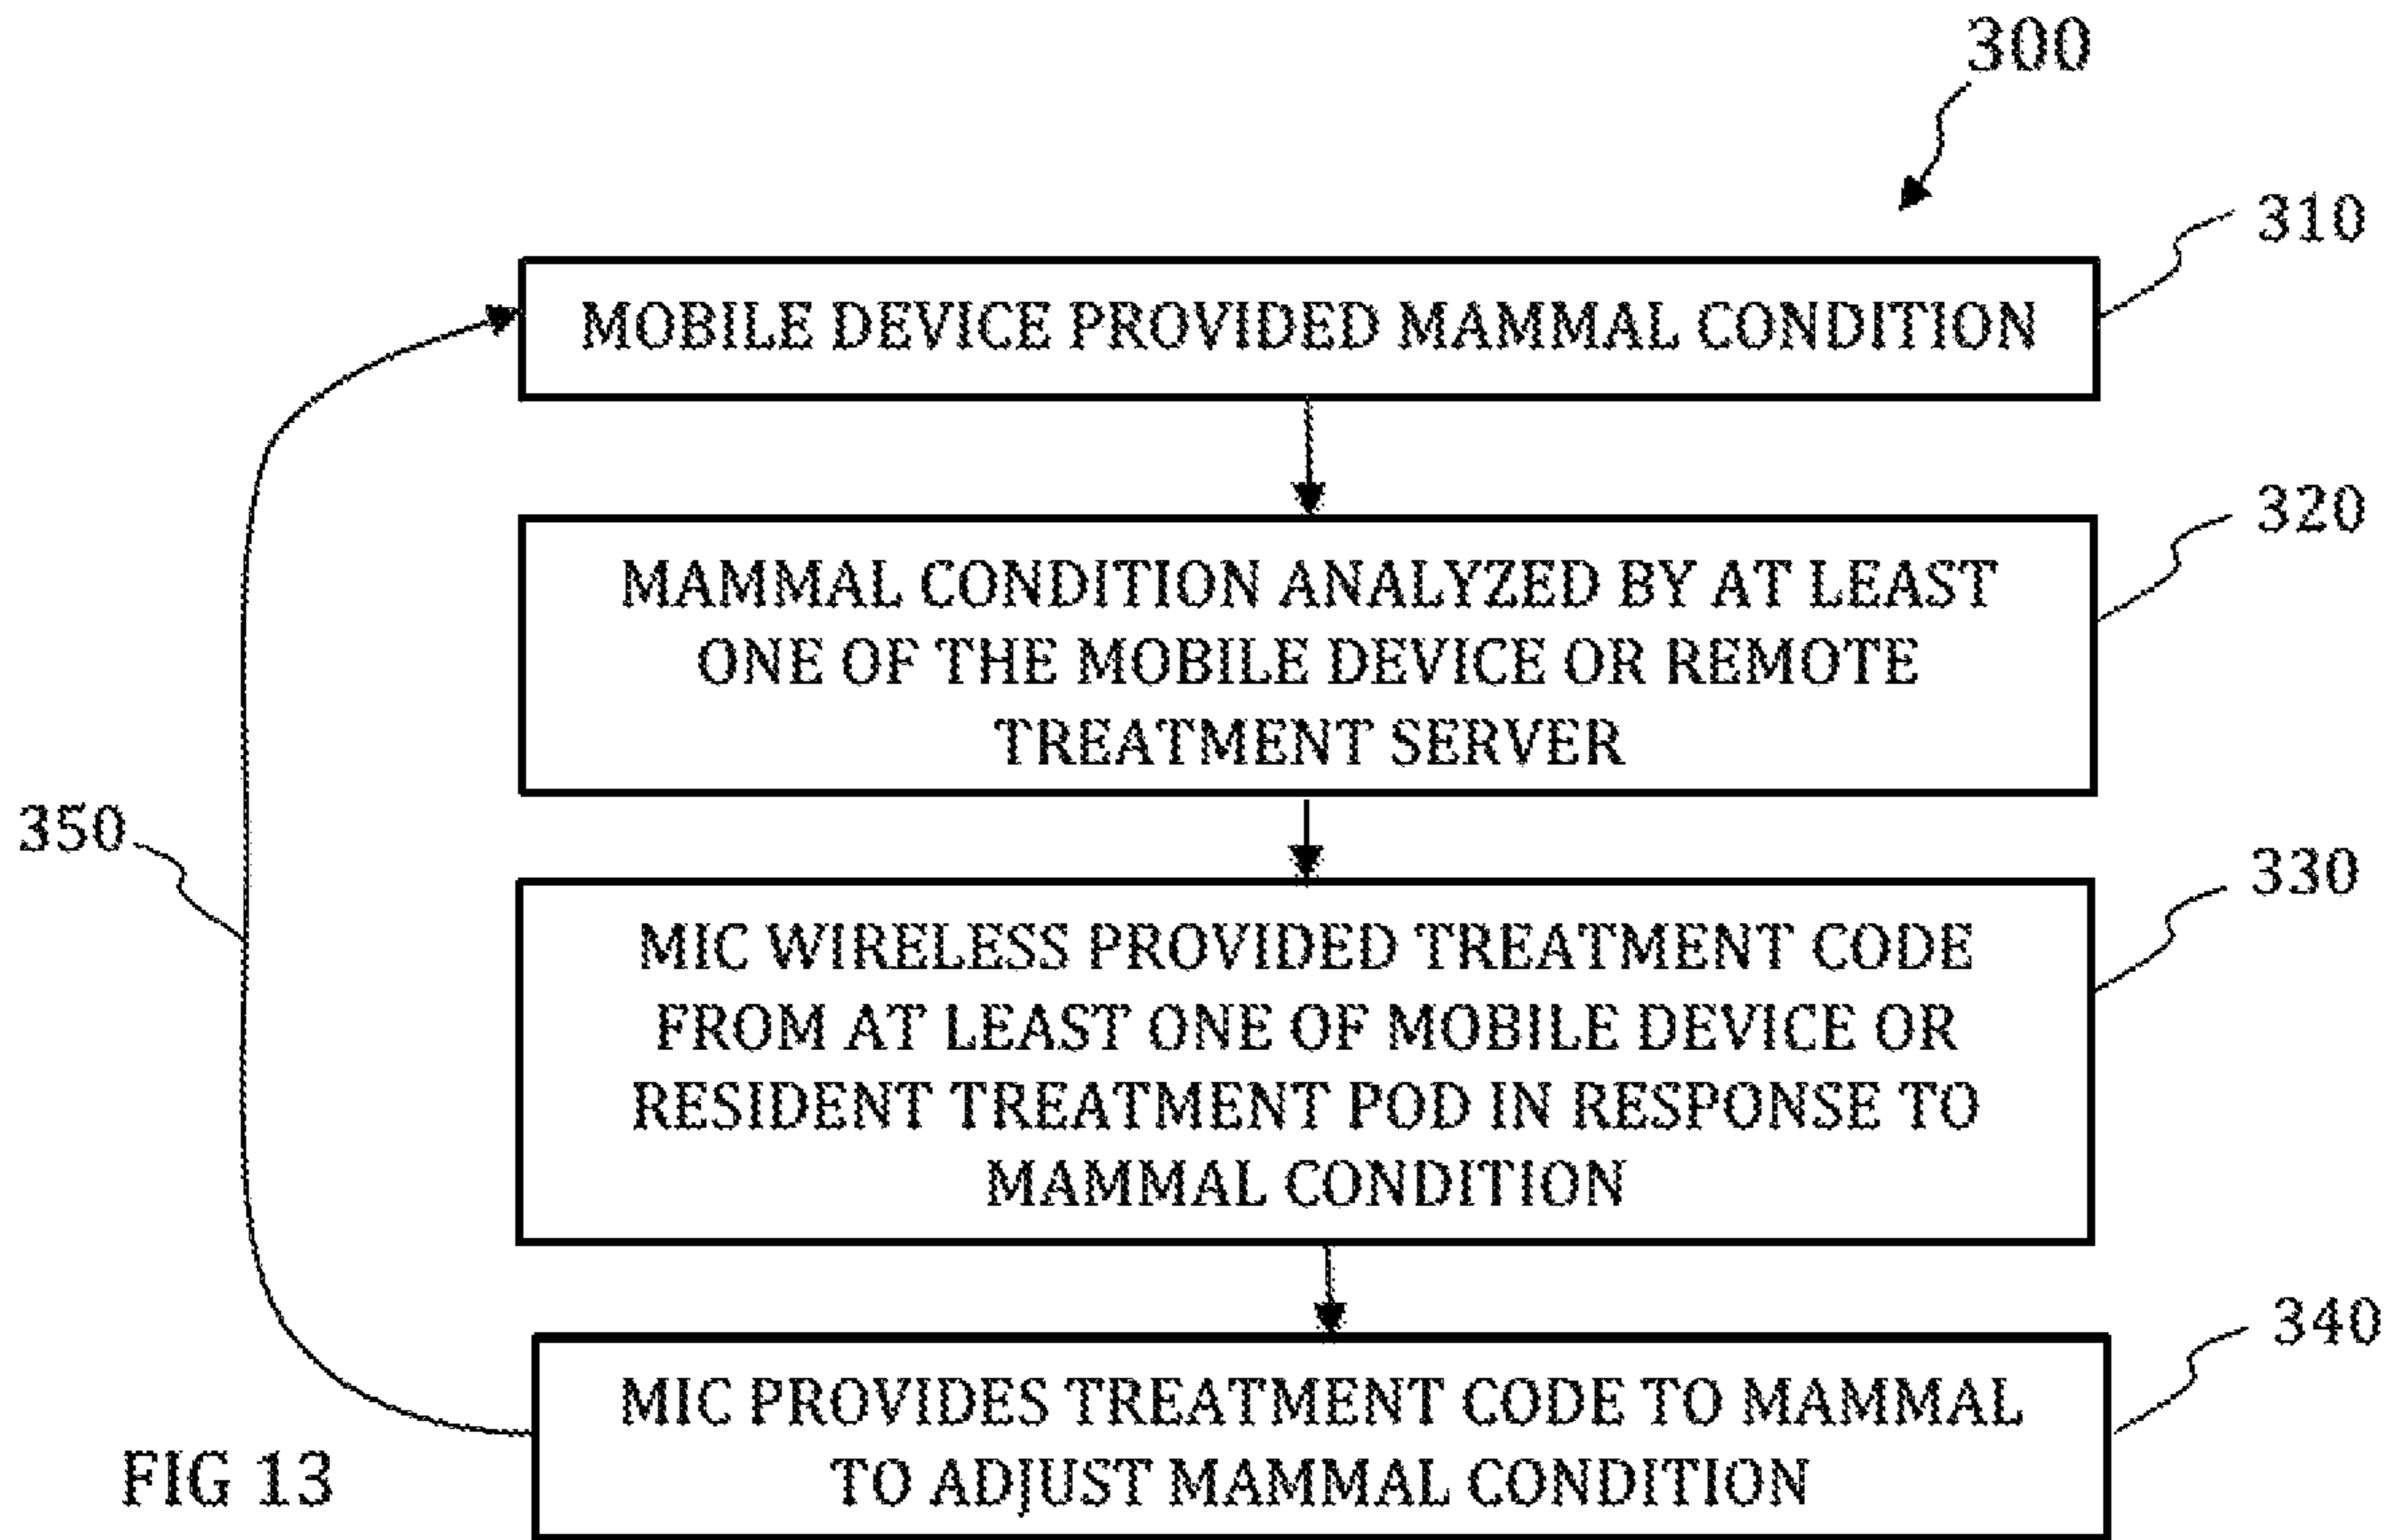 300
310
MOBILE DEVICE PROVIDED MAMMAL CONDITION
320
MAMMAL CONDITION ANALYZED BY AT LEAST
ONE OF THE MOBILE DEVICE OR REMOTE
TREATMENT SERVER
350
330
MIC WIRELESS PROVIDED TREATMENT CODE
FROM AT LEAST ONE OF MOBILE DEVICE OR
RESIDENT TREATMENT POD IN RESPONSE TO
MAMMAL CONDITION
340
MIC PROVIDES TREATMENT CODE TO MAMMAL
TO ADJUST MAMMAL CONDITION
FIG 13